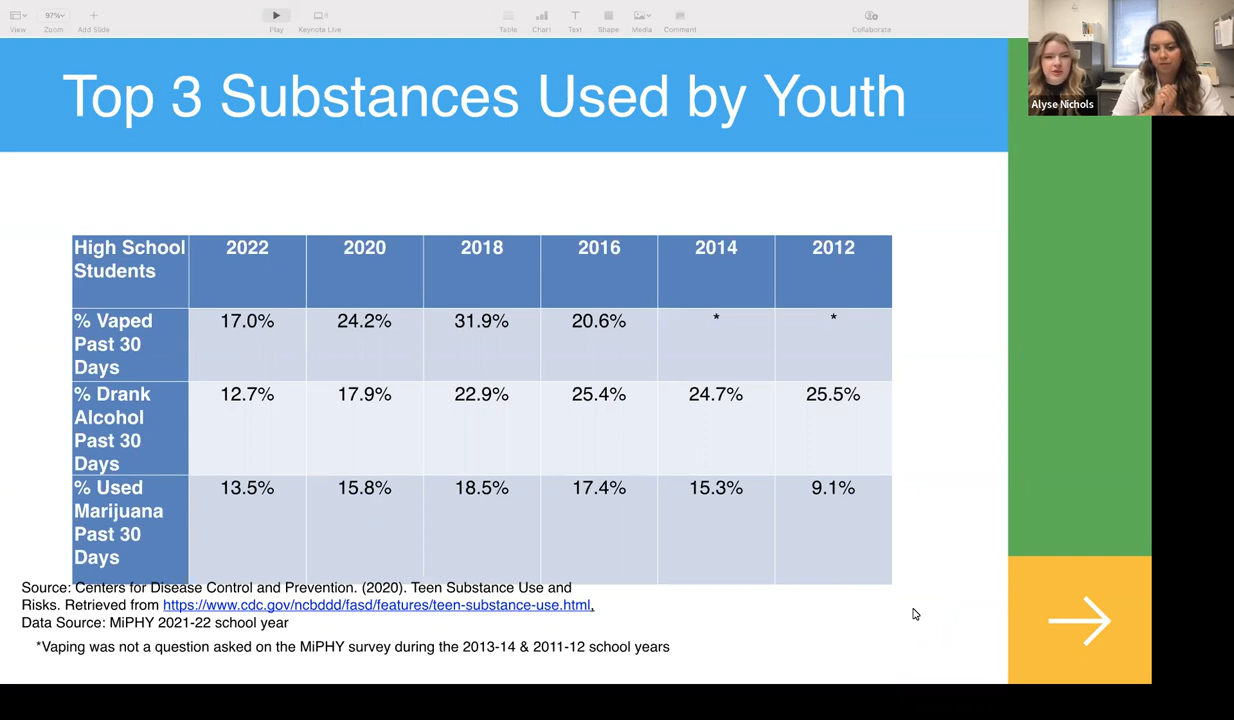 View
97%
Zoom
Add Slide
Play
Keynote Live
Table
Chart
Text
Shape
Media
Comment
Collaborate
Alyse Nichols
Top 3 Substances Used by Youth
High School Students 2022 2020 2018 2016 2014 2012
% Vaped Past 30 Days 17.0% 24.2% 31.9% 20.6% * *
% Drank Alcohol Past 30 Days 12.7% 17.9% 22.9% 25.4% 24.7% 25.5%
% Used Marijuana Past 30 Days 13.5% 15.8% 18.5% 17.4% 15.3% 9.1%
Source: Centers for Disease Control and Prevention. (2020). Teen Substance Use and
Risks. Retrieved from https://www.cdc.gov/ncbddd/fasd/features/teen-substance-use.html,
Data Source: MiPHY 2021-22 school year
*Vaping was not a question asked on the MiPHY survey during the 2013-14 & 2011-12 school years